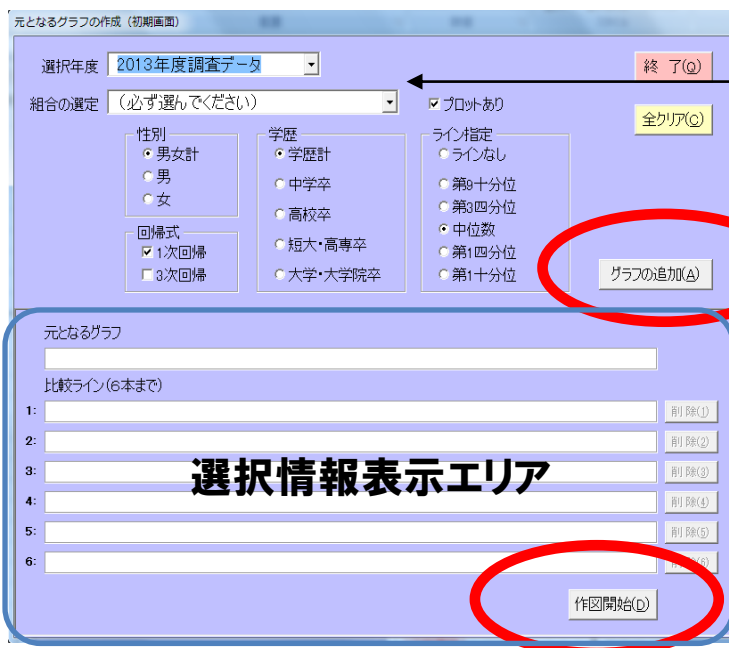 元となるグラフの作成（初期画面）
選択年度 2013年度調査データ
終 了(Q)
組合の選定 （必ず選んでください）
プロットあり
全クリア(C)
性別
男女計
男
女
回帰式
1次回帰
3次回帰
学歴
学歴計
中学卒
高校卒
短大・高専卒
大学・大学院卒
ライン指定
ラインなし
第9十分位
第3四分位
中位数
第1四分位
第1十分位
グラフの追加(A)
元となるグラフ
比較ライン(6本まで)
1: 削 除(1)
2: 削 除(2)
3: 削 除(3)
4: 削 除(4)
5: 削 除(5)
6: 削 除(6)
選択情報表示エリア
作図開始(D)